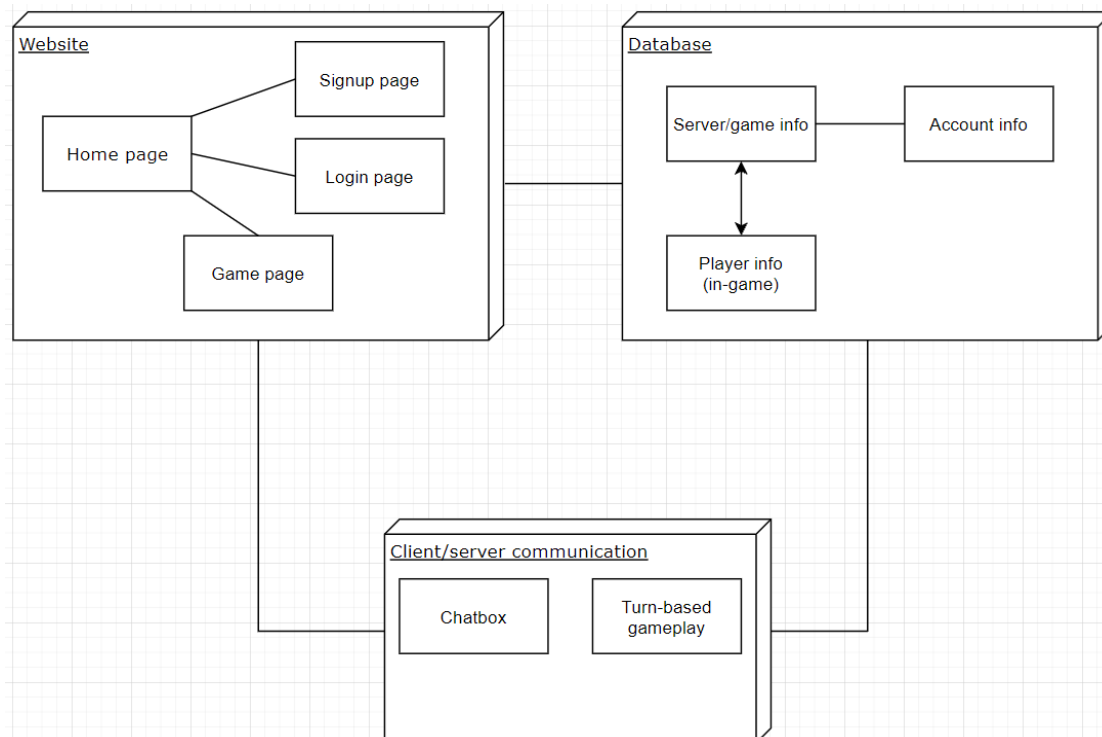 Website
Signup page
Home page
Login page
Game page
Database
Server/game info
Account info
Player info
(in-game)
Client/server communication
Chatbox
Turn-based
gameplay